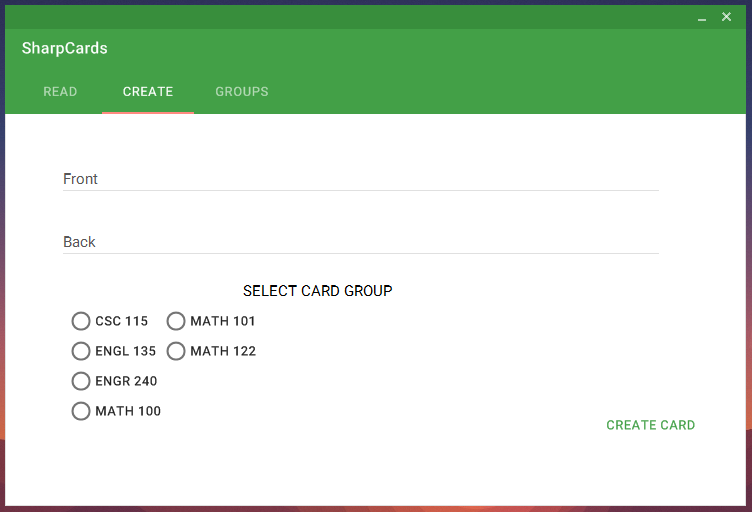 SharpCards
READ CREATE GROUPS
Front
Back
SELECT CARD GROUP
CSC 115 MATH 101
ENGL 135 MATH 122
ENGR 240
MATH 100
CREATE CARD